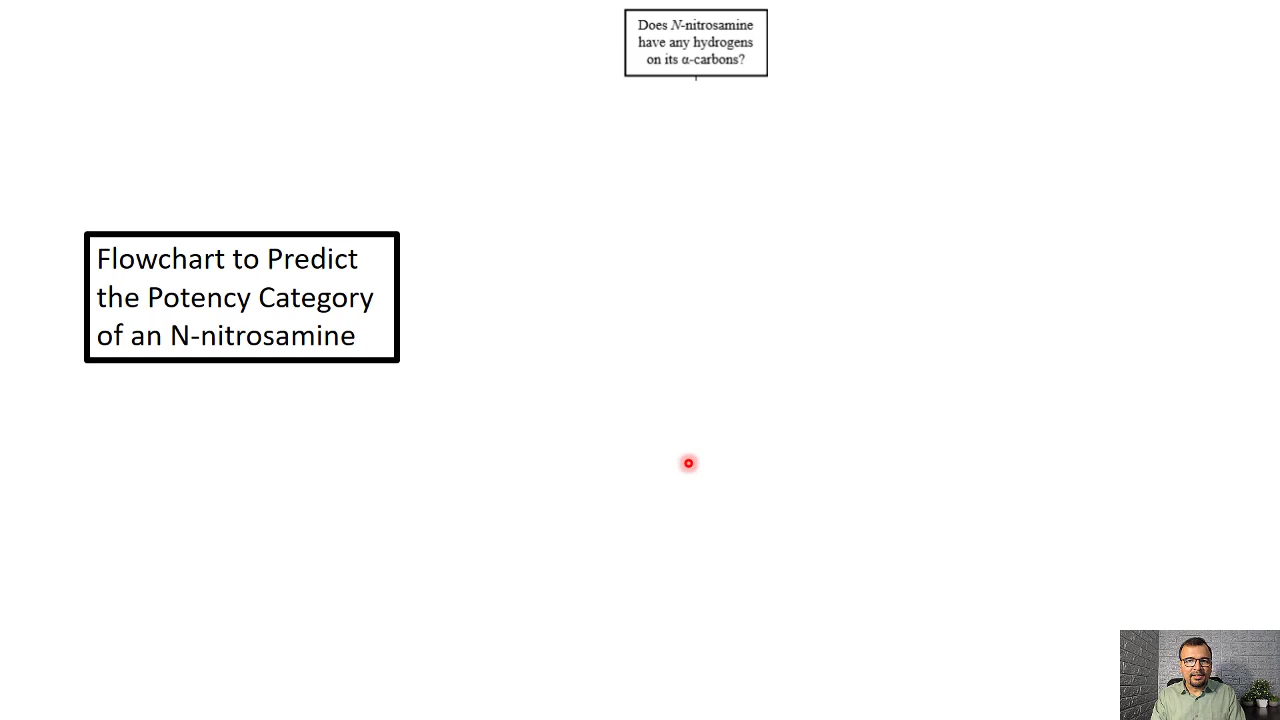 Does N-nitrosamine
have any hydrogens
on its α-carbons?
Flowchart to Predict
the Potency Category
of an N-nitrosamine